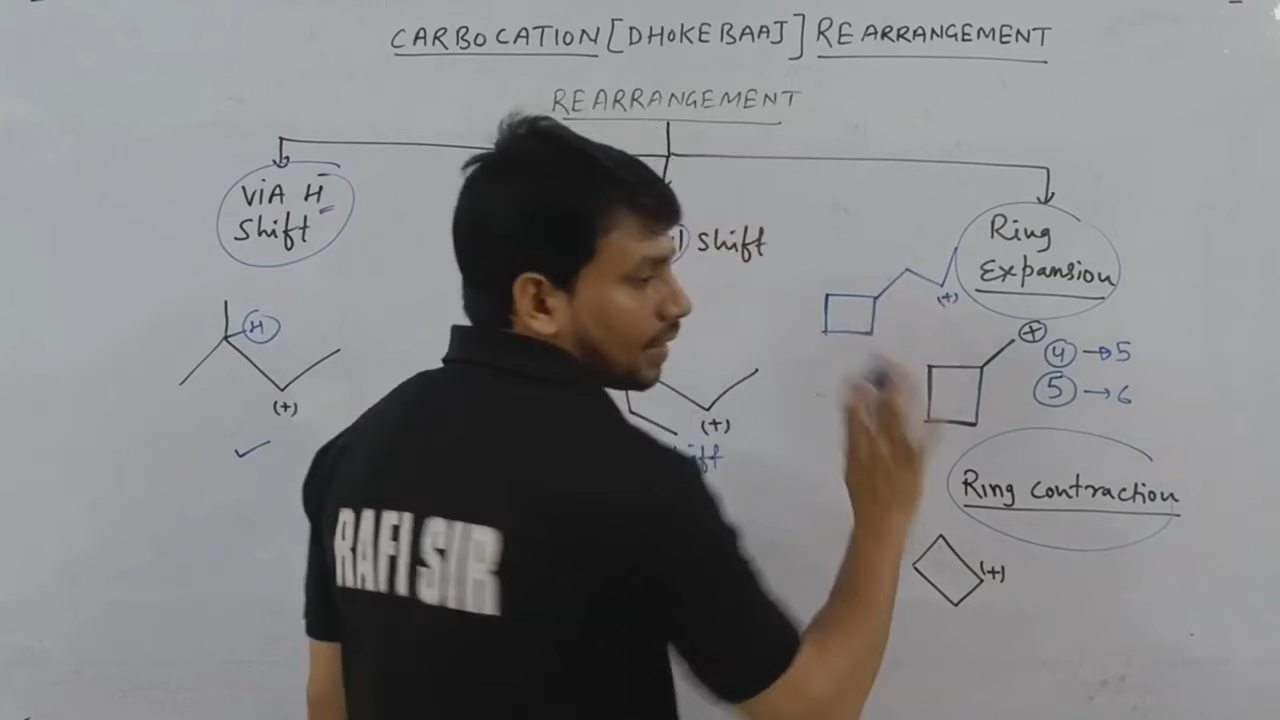 CARBOCATION [DHOKEBAAJ] REARRANGEMENT
REARRANGEMENT
ViA H⁻
Shift
Shift
Ring
Expansion
H
(+)
(+)
(+)
+
4 → 5
5 → 6
Ring contraction
(+)
RAFI SIR